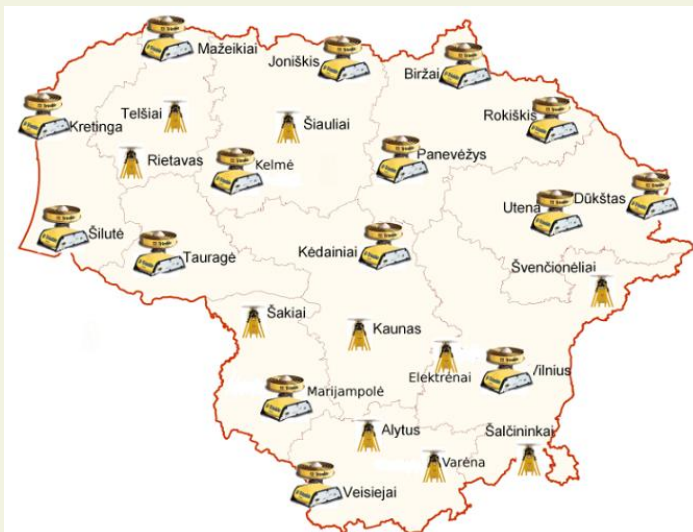 Mažeikiai
Joniškis
Biržai
Telšiai
Šiauliai
Rokiškis
Kretinga
Rietavas
Kelmė
Panevėžys
Utena
Dūkštas
Šilutė
Tauragė
Kėdainiai
Švenčionėliai
Šakiai
Kaunas
Elektrėnai
Vilnius
Marijampolė
Alytus
Šalčininkai
Varėna
Veisiejai